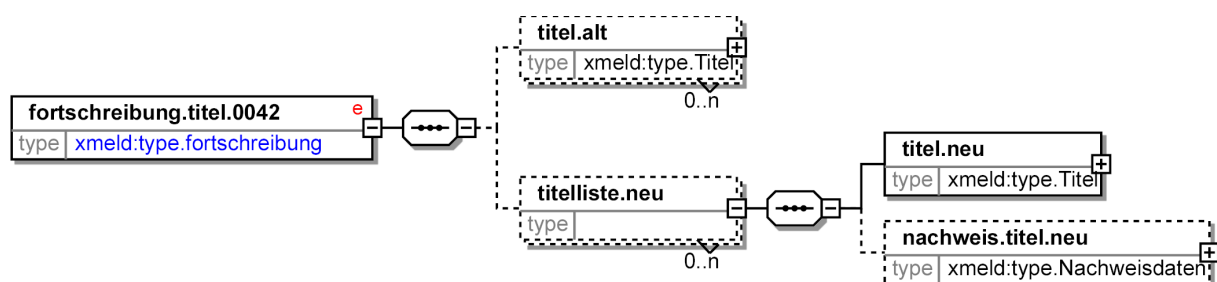 titel.alt
type xmeld:type.Titel
0..n
fortschreibung.titel.0042 e
type xmeld:type.fortschreibung
titelliste.neu
type
0..n
titel.neu
type xmeld:type.Titel
nachweis.titel.neu
type xmeld:type.Nachweisdaten